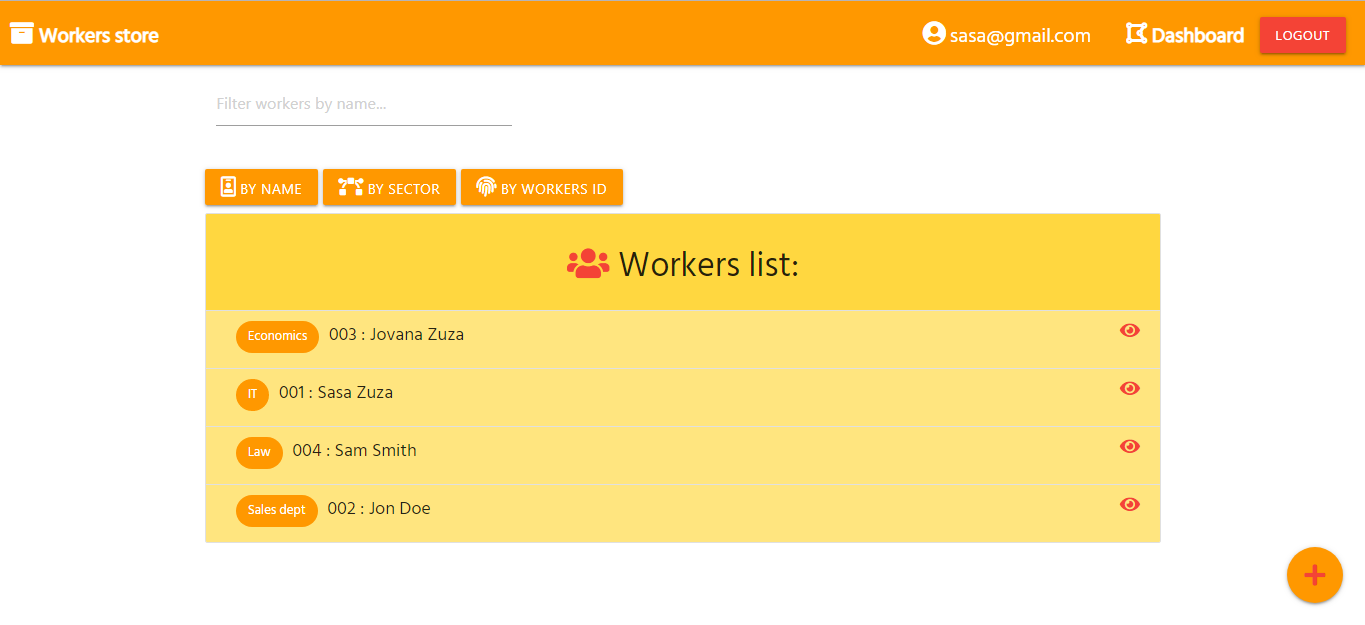 Workers store sasa@gmail.com Dashboard LOGOUT
Filter workers by name...
BY NAME BY SECTOR BY WORKERS ID
Workers list:
Economics 003 : Jovana Zuza
IT 001 : Sasa Zuza
Law 004 : Sam Smith
Sales dept 002 : Jon Doe